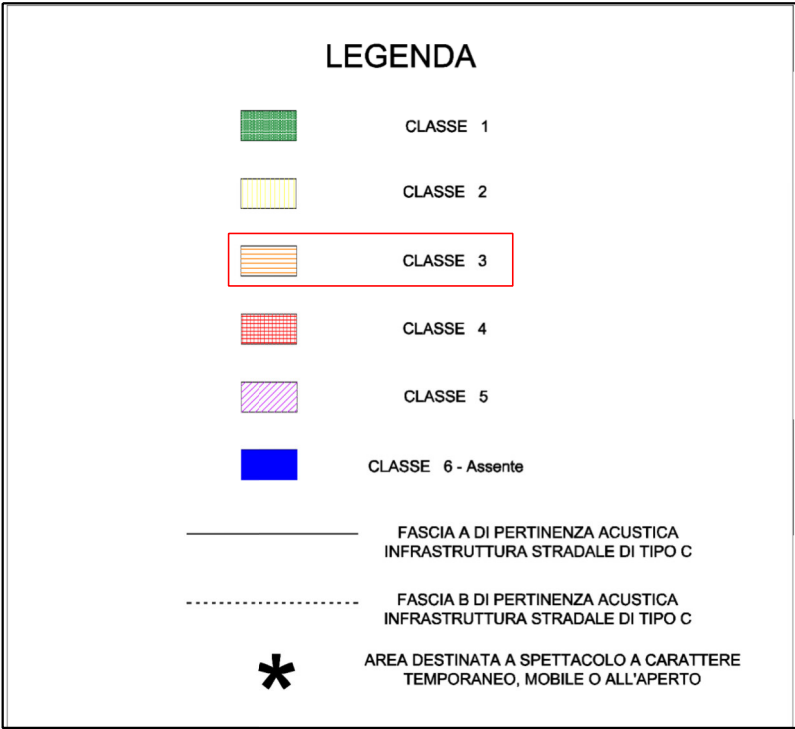 LEGENDA
CLASSE 1
CLASSE 2
CLASSE 3
CLASSE 4
CLASSE 5
CLASSE 6 - Assente
FASCIA A DI PERTINENZA ACUSTICA
INFRASTRUTTURA STRADALE DI TIPO C
FASCIA B DI PERTINENZA ACUSTICA
INFRASTRUTTURA STRADALE DI TIPO C
AREA DESTINATA A SPETTACOLO A CARATTERE
TEMPORANEO, MOBILE O ALL'APERTO